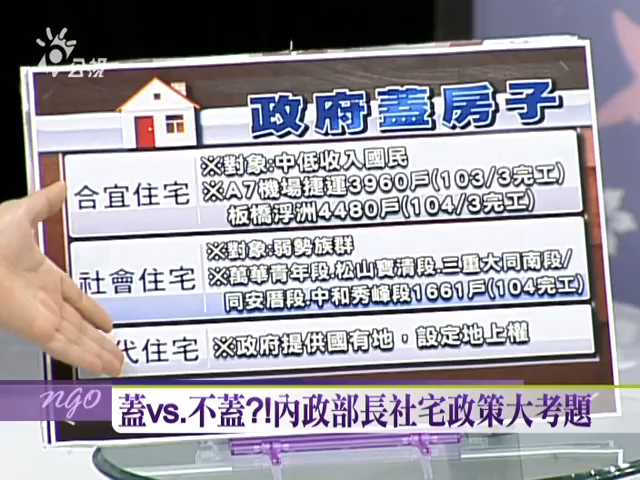 公視
政府蓋房子
合宜住宅
※對象:中低收入國民
※A7機場捷運3960戶(103/3完工)
板橋浮洲4480戶(104/3完工)
社會住宅
※對象:弱勢族群
※萬華青年段.松山寶清段.三重大同南段/
同安厝段.中和秀峰段1661戶(104完工)
代住宅
※政府提供國有地，設定地上權
ngo
蓋vs.不蓋?!內政部長社宅政策大考題